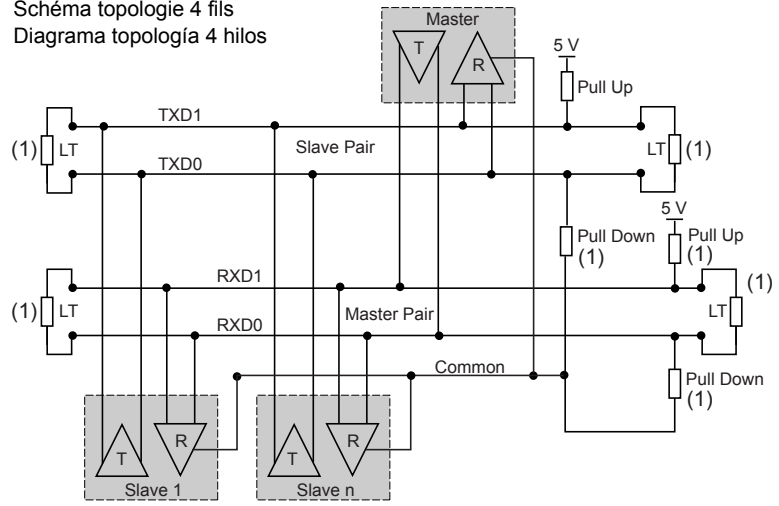 Schéma topologie 4 fils
Diagrama topología 4 hilos
Master
T
R
5 V
Pull Up
TXD1
(1)
LT
Slave Pair
LT
(1)
TXD0
5 V
Pull Down
(1)
Pull Up
(1)
RXD1
(1)
(1)
LT
Master Pair
LT
RXD0
Common
Pull Down
(1)
T
R
T
R
Slave 1
Slave n